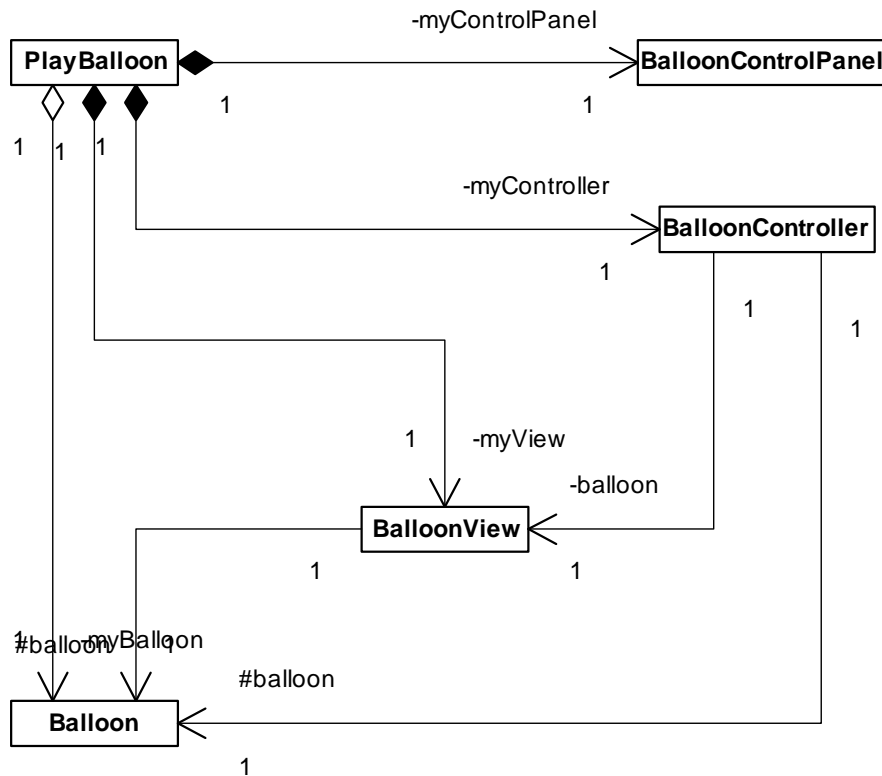 -myControlPanel
PlayBalloon
BalloonControlPanel
1
1
1
1
1
-myController
BalloonController
1
1
1
1
-myView
-balloon
BalloonView
1
1
1
1
#balloon
-myBalloon
#balloon
Balloon
1